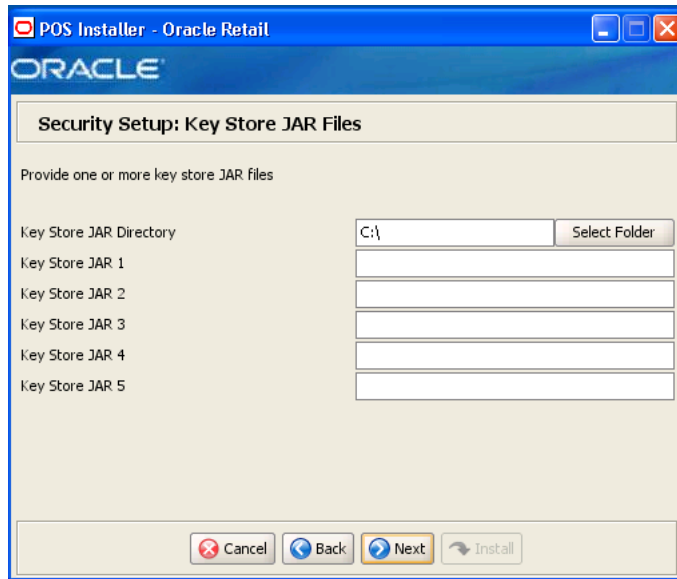 POS Installer - Oracle Retail
ORACLE
Security Setup: Key Store JAR Files
Provide one or more key store JAR files
Key Store JAR Directory C:\ Select Folder
Key Store JAR 1
Key Store JAR 2
Key Store JAR 3
Key Store JAR 4
Key Store JAR 5
Cancel Back Next Install